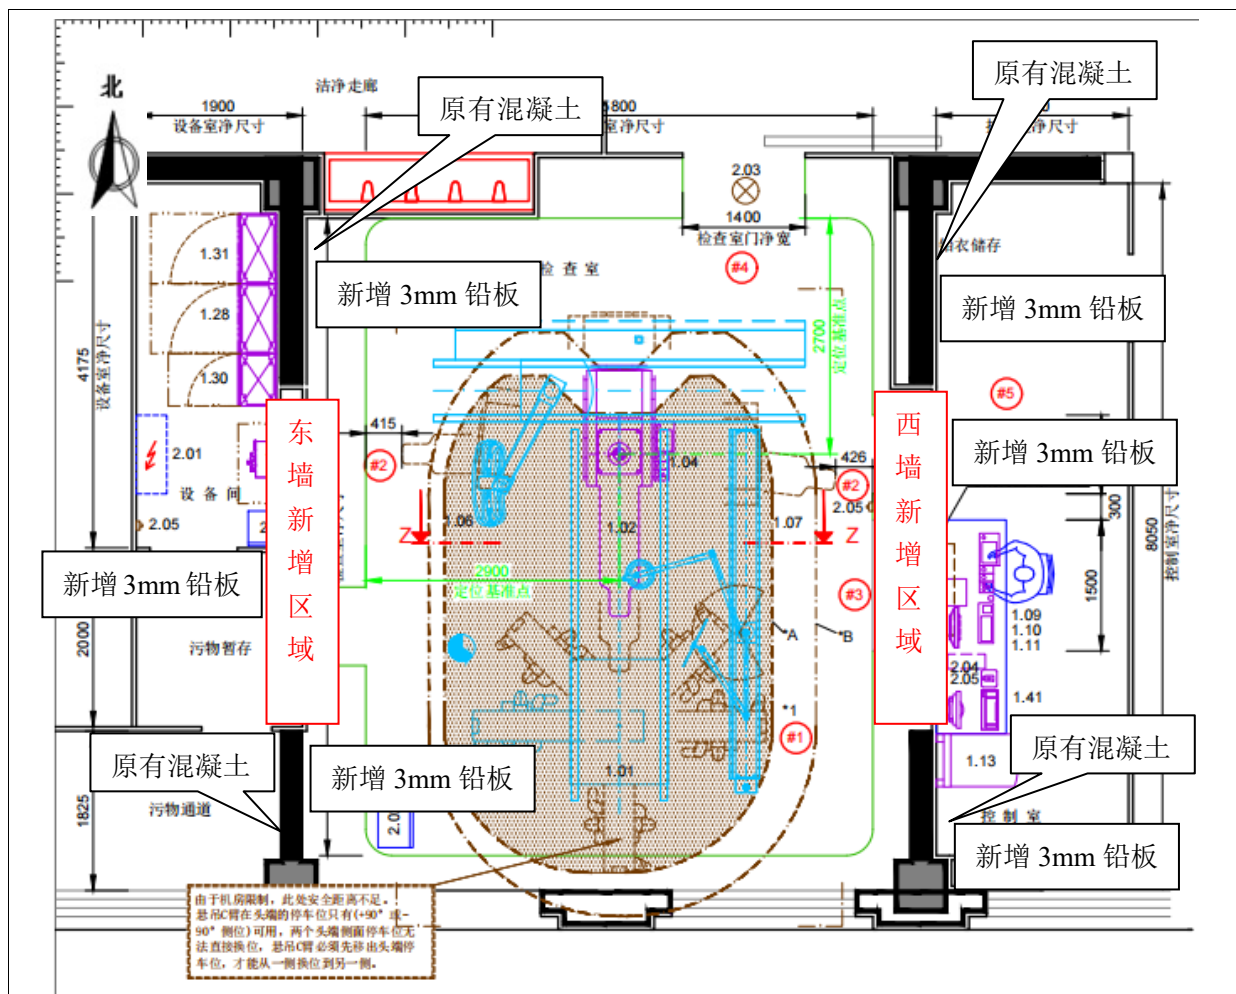 北
洁净走廊
1900
设备室净尺寸
原有混凝土
5800
室净尺寸
原有混凝土
净尺寸
2.03
1400
检查室门净宽
#4
检查室
储存
1.31
1.28
1.30
新增 3mm 铅板
新增 3mm 铅板
2700
定位基准点
4175
设备室净尺寸
415
426
#5
新增 3mm 铅板
东墙新增区域
西墙新增区域
2.01
设备间
2.05
#2
#2
2.05
1.04
1.02
1.06
1.07
Z
Z
300
8050
控制室净尺寸
1500
新增 3mm 铅板
2900
定位基准点
#3
*A
*B
1.09
1.10
1.11
2.04
2.05
1.41
2000
污物暂存
*1
#1
原有混凝土
新增 3mm 铅板
1.01
原有混凝土
1.13
1825
污物通道
控制室
新增 3mm 铅板
由于机房限制，此处安全距离不足。
悬吊C臂在头端的停车位只有(+90° 或-
90° 侧位)可用，两个头端侧面停车位无
法直接换位，悬吊C臂必须先移出头端停
车位，才能从一侧换位到另一侧。